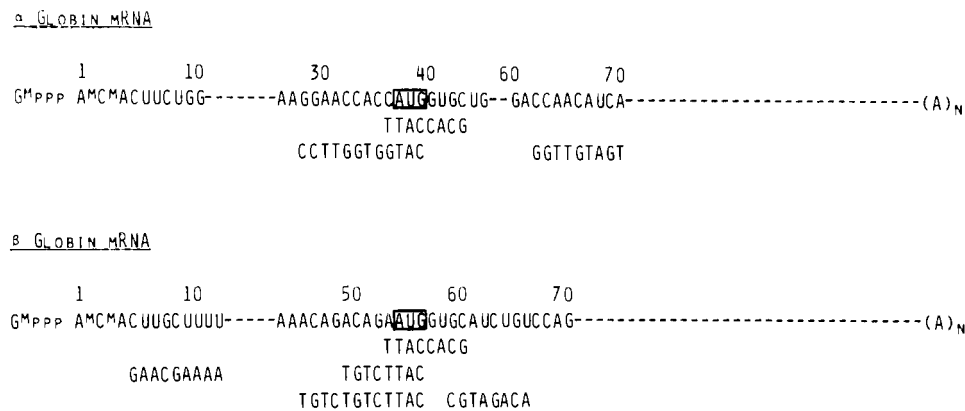 α GLOBIN MRNA
1 10 30 40 60 70
GMPPP AMCMACUUCUGG------AAGGAACCACCAUGGUGCUG--GACCAACAUCA----------------------(A)N
TTACCACG
CCTTGGTGGTAC GGTTGTAGT
β GLOBIN MRNA
1 10 50 60 70
GMPPP AMCMACUUGCUUUU-----AAACAGACAGAAUGGUGCAUCUGUCCAG-------------------------(A)N
TTACCACG
GAACGAAAA TGTCTTAC
TGTCTGTCTTAC CGTAGACA